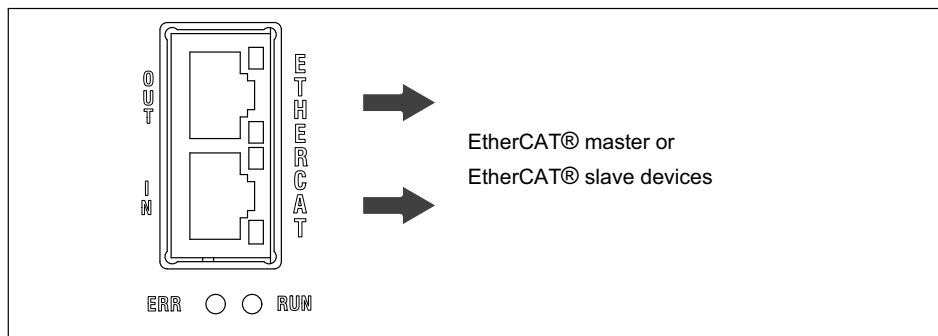 OUT
ETHERCAT
IN
EtherCAT® master or
EtherCAT® slave devices
ERR RUN